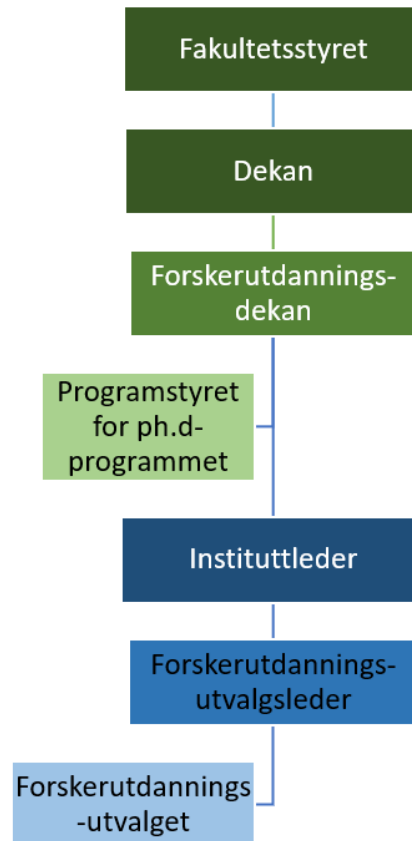 Fakultetsstyret
Dekan
Forskerutdannings-
dekan
Programstyret
for ph.d-
programmet
Instituttleder
Forskerutdannings-
utvalgsleder
Forskerutdannings
-utvalget